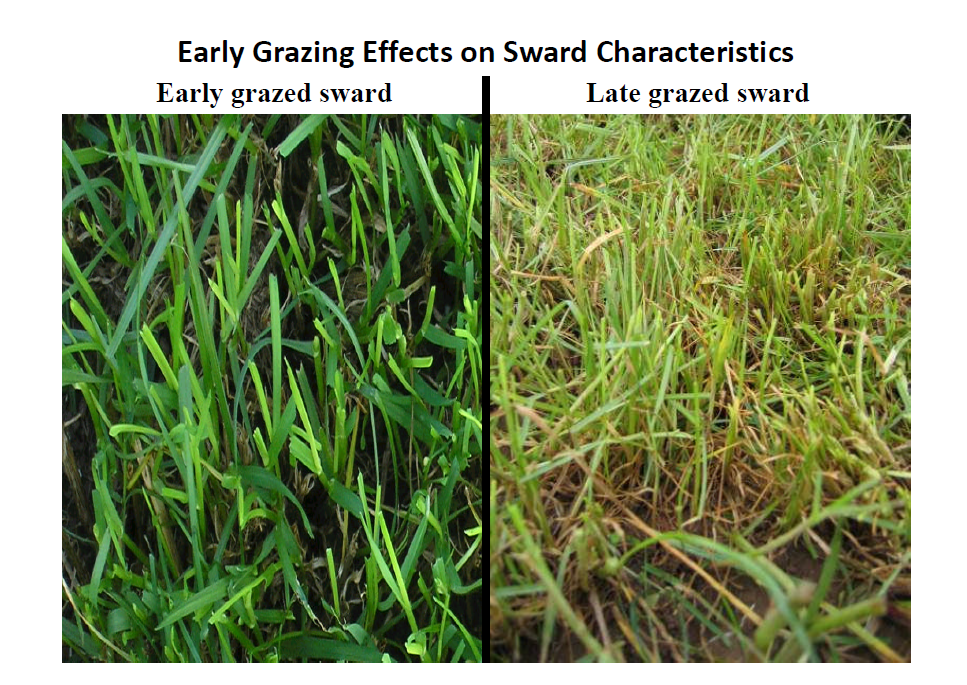 Early Grazing Effects on Sward Characteristics
Early grazed sward
Late grazed sward